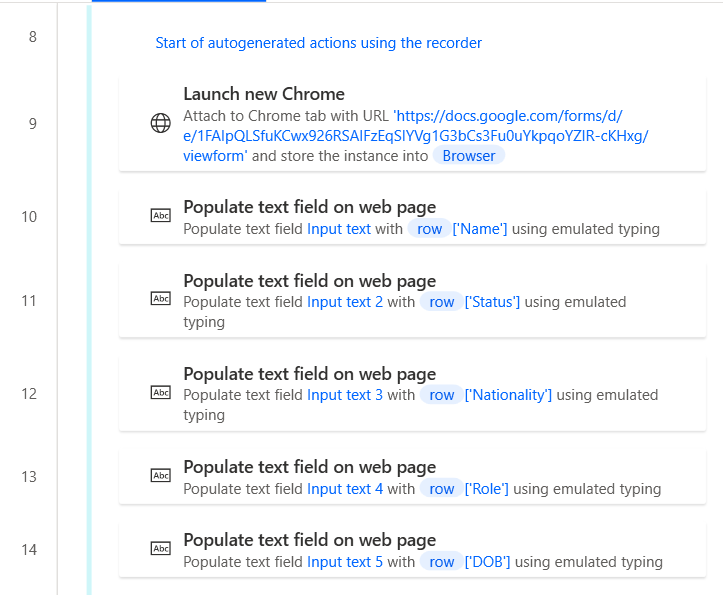 8
Start of autogenerated actions using the recorder
9
Launch new Chrome
Attach to Chrome tab with URL 'https://docs.google.com/forms/d/
e/1FAIpQLSfuKCwx926RSAIFzEqSlYVg1G3bCs3Fu0uYkpqoYZIR-cKHxg/
viewform' and store the instance into Browser
10
Populate text field on web page
Populate text field Input text with row ['Name'] using emulated typing
11
Populate text field on web page
Populate text field Input text 2 with row ['Status'] using emulated
typing
12
Populate text field on web page
Populate text field Input text 3 with row ['Nationality'] using emulated
typing
13
Populate text field on web page
Populate text field Input text 4 with row ['Role'] using emulated typing
14
Populate text field on web page
Populate text field Input text 5 with row ['DOB'] using emulated typing